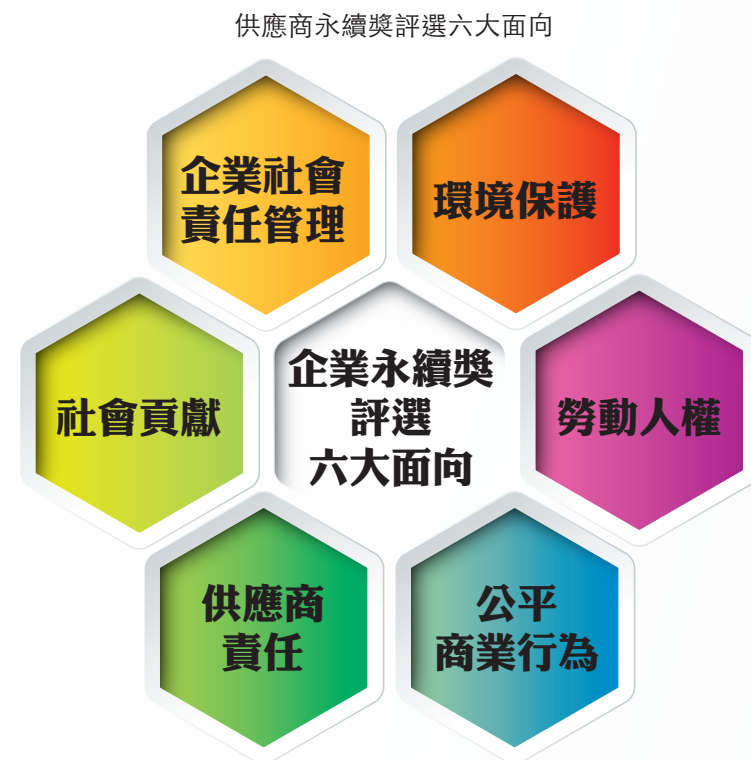 供應商永續獎評選六大面向
企業社會
責任管理
環境保護
社會貢獻
企業永續獎
評選
六大面向
勞動人權
供應商
責任
公平
商業行為